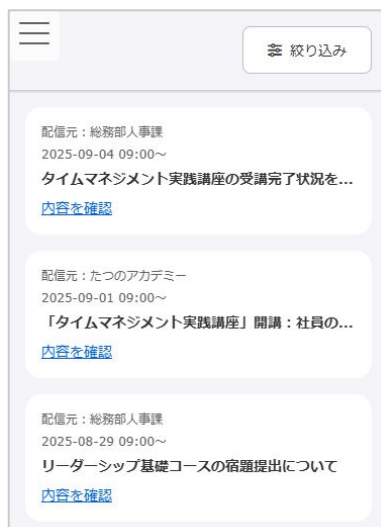 絞り込み
配信元：総務部人事課
2025-09-04 09:00～
タイムマネジメント実践講座の受講完了状況を...
内容を確認
配信元：たつのアカデミー
2025-09-01 09:00～
「タイムマネジメント実践講座」開講：社員の...
内容を確認
配信元：総務部人事課
2025-08-29 09:00～
リーダーシップ基礎コースの宿題提出について
内容を確認